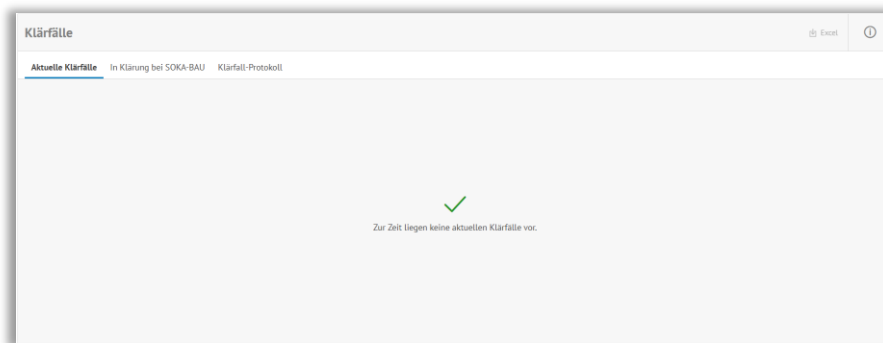 Klärfälle
Excel
Aktuelle Klärfälle In Klärung bei SOKA-BAU Klärfall-Protokoll
Zur Zeit liegen keine aktuellen Klärfälle vor.